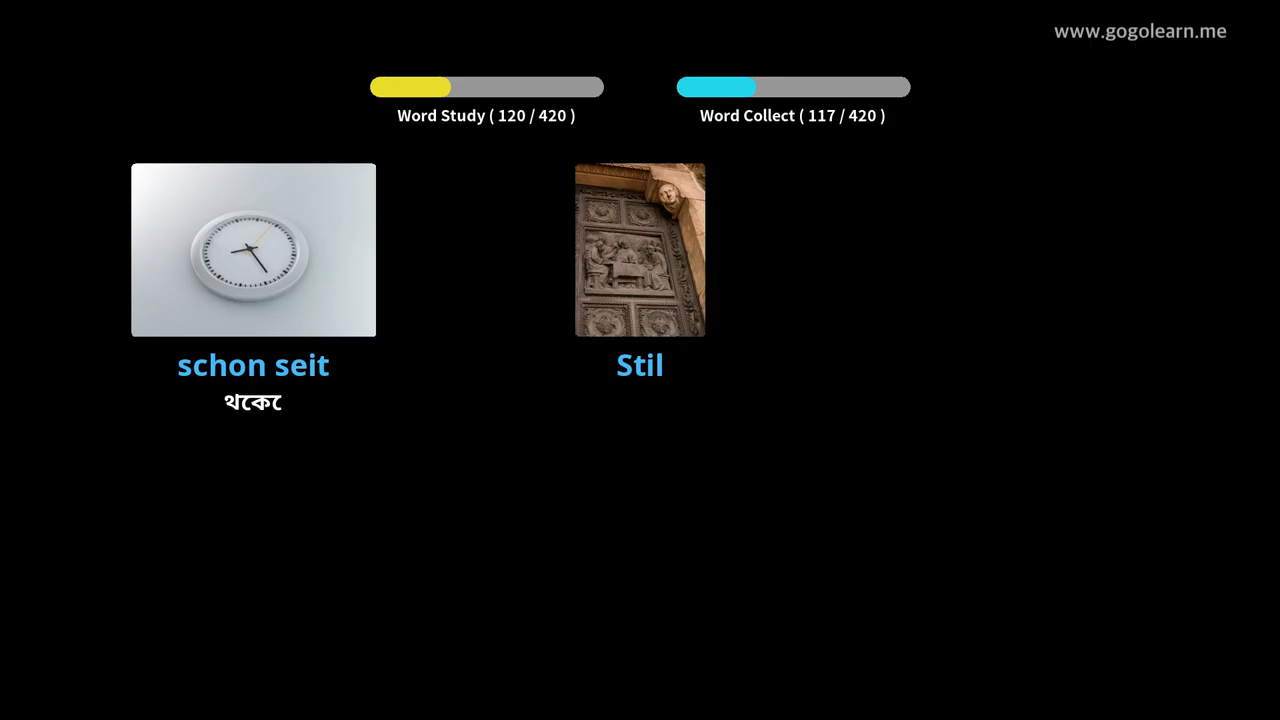 www.gogolearn.me
Word Study ( 120 / 420 )
Word Collect ( 117 / 420 )
schon seit
Stil
থেকে